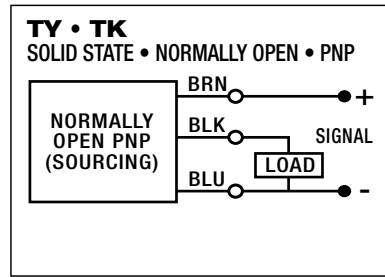 TY • TK
SOLID STATE • NORMALLY OPEN • PNP
BRN
+
NORMALLY
OPEN PNP
(SOURCING)
BLK
SIGNAL
LOAD
BLU
-